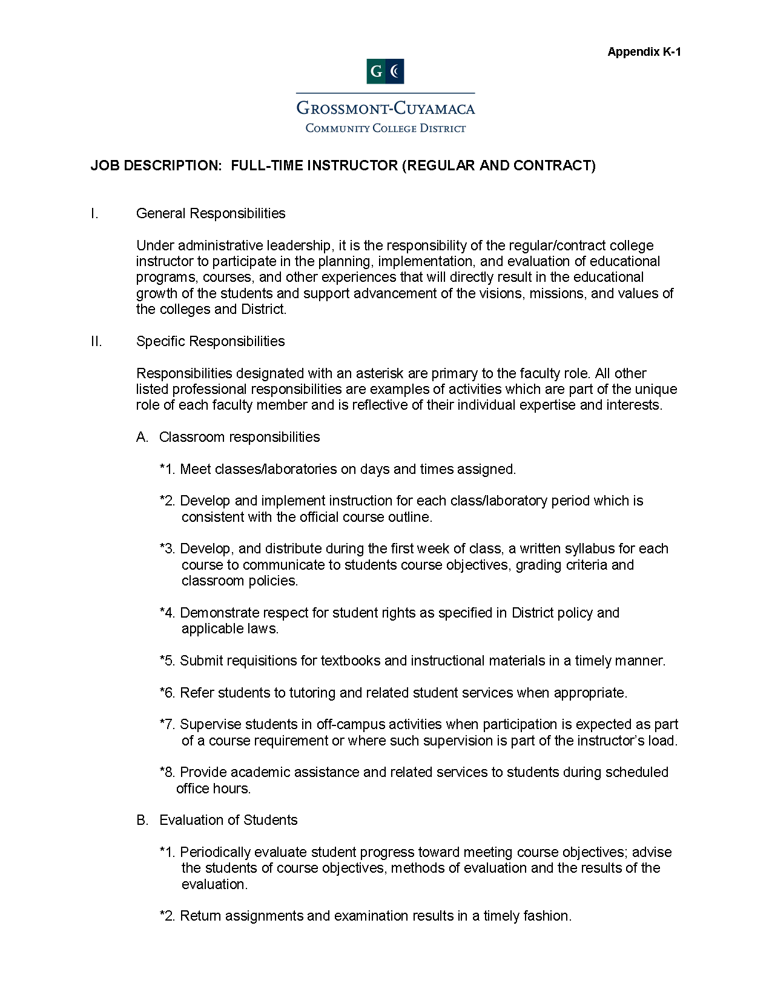 Appendix K-1
G C
GROSSMONT-CUYAMACA
COMMUNITY COLLEGE DISTRICT
JOB DESCRIPTION:  FULL-TIME INSTRUCTOR (REGULAR AND CONTRACT)
I. General Responsibilities
Under administrative leadership, it is the responsibility of the regular/contract college
instructor to participate in the planning, implementation, and evaluation of educational
programs, courses, and other experiences that will directly result in the educational
growth of the students and support advancement of the visions, missions, and values of
the colleges and District.
II. Specific Responsibilities
Responsibilities designated with an asterisk are primary to the faculty role. All other
listed professional responsibilities are examples of activities which are part of the unique
role of each faculty member and is reflective of their individual expertise and interests.
A. Classroom responsibilities
*1. Meet classes/laboratories on days and times assigned.
*2. Develop and implement instruction for each class/laboratory period which is
consistent with the official course outline.
*3. Develop, and distribute during the first week of class, a written syllabus for each
course to communicate to students course objectives, grading criteria and
classroom policies.
*4. Demonstrate respect for student rights as specified in District policy and
applicable laws.
*5. Submit requisitions for textbooks and instructional materials in a timely manner.
*6. Refer students to tutoring and related student services when appropriate.
*7. Supervise students in off-campus activities when participation is expected as part
of a course requirement or where such supervision is part of the instructor’s load.
*8. Provide academic assistance and related services to students during scheduled
office hours.
B. Evaluation of Students
*1. Periodically evaluate student progress toward meeting course objectives; advise
the students of course objectives, methods of evaluation and the results of the
evaluation.
*2. Return assignments and examination results in a timely fashion.